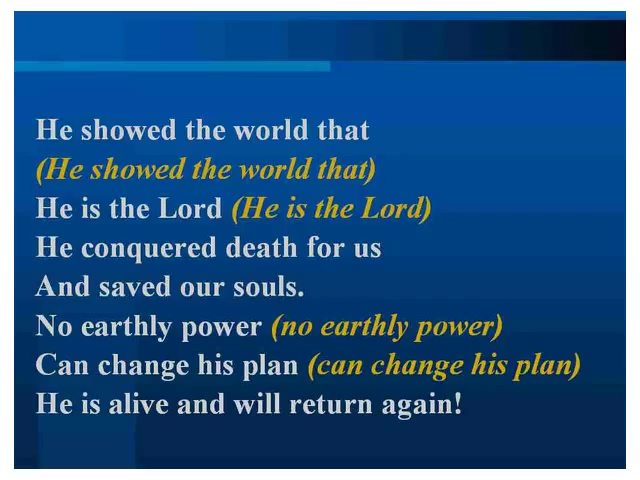 He showed the world that
(He showed the world that)
He is the Lord (He is the Lord)
He conquered death for us
And saved our souls.
No earthly power (no earthly power)
Can change his plan (can change his plan)
He is alive and will return again!